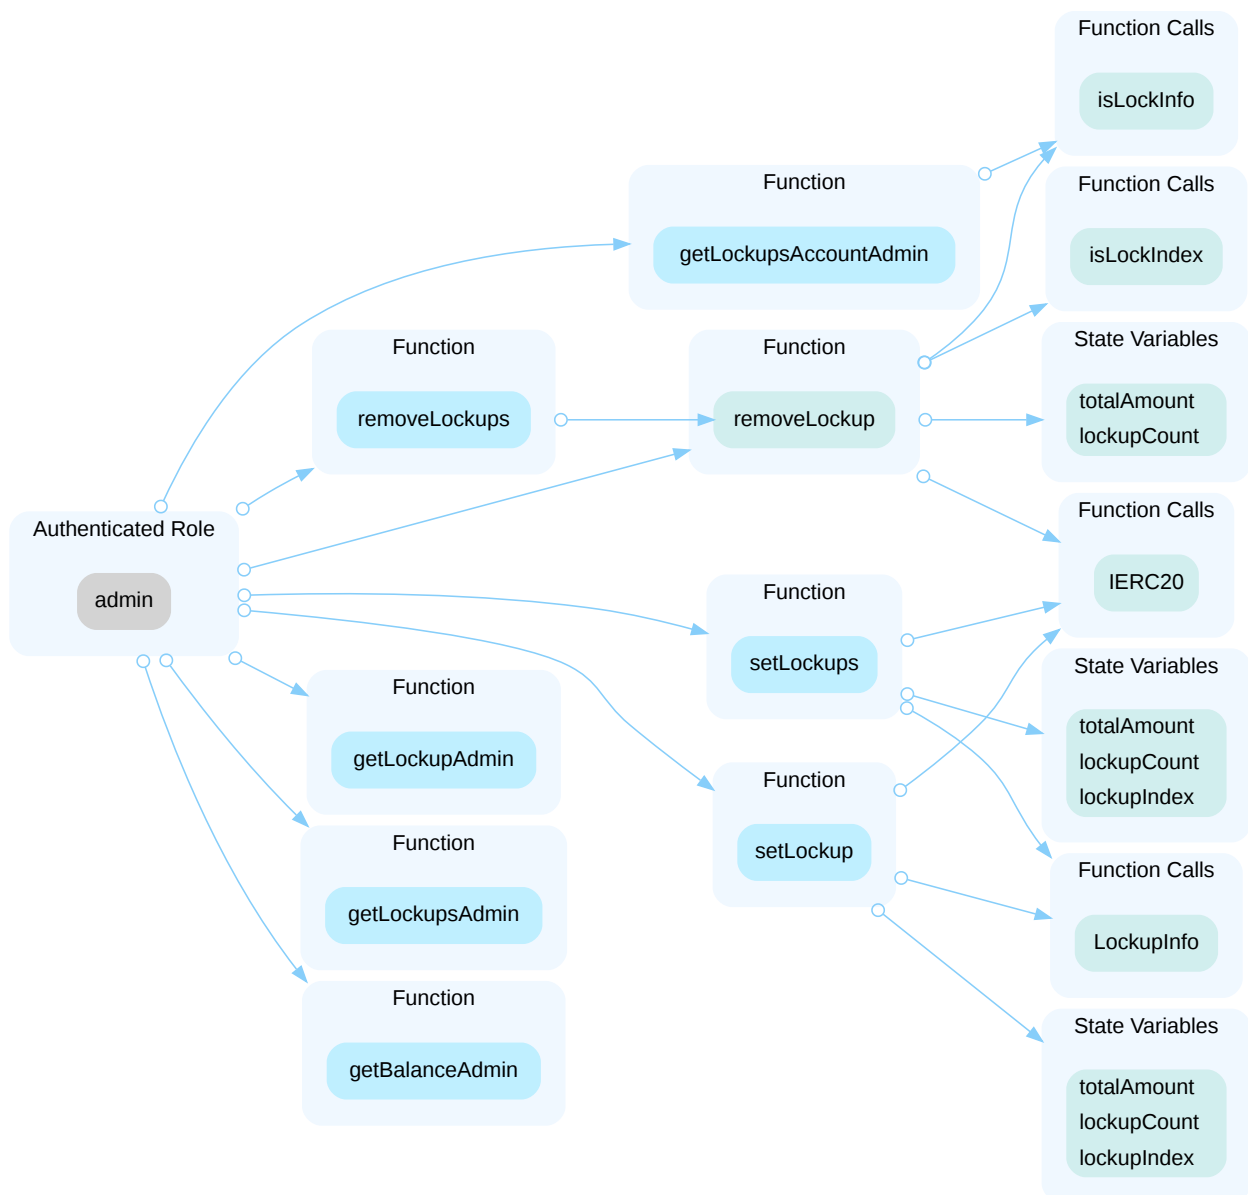 Function Calls
isLockInfo
Function
getLockupsAccountAdmin
Function Calls
isLockIndex
Function
removeLockups
Function
removeLockup
State Variables
totalAmount
lockupCount
Authenticated Role
admin
Function Calls
IERC20
Function
setLockups
Function
getLockupAdmin
State Variables
totalAmount
lockupCount
lockupIndex
Function
setLockup
Function
getLockupsAdmin
Function Calls
LockupInfo
Function
getBalanceAdmin
State Variables
totalAmount
lockupCount
lockupIndex